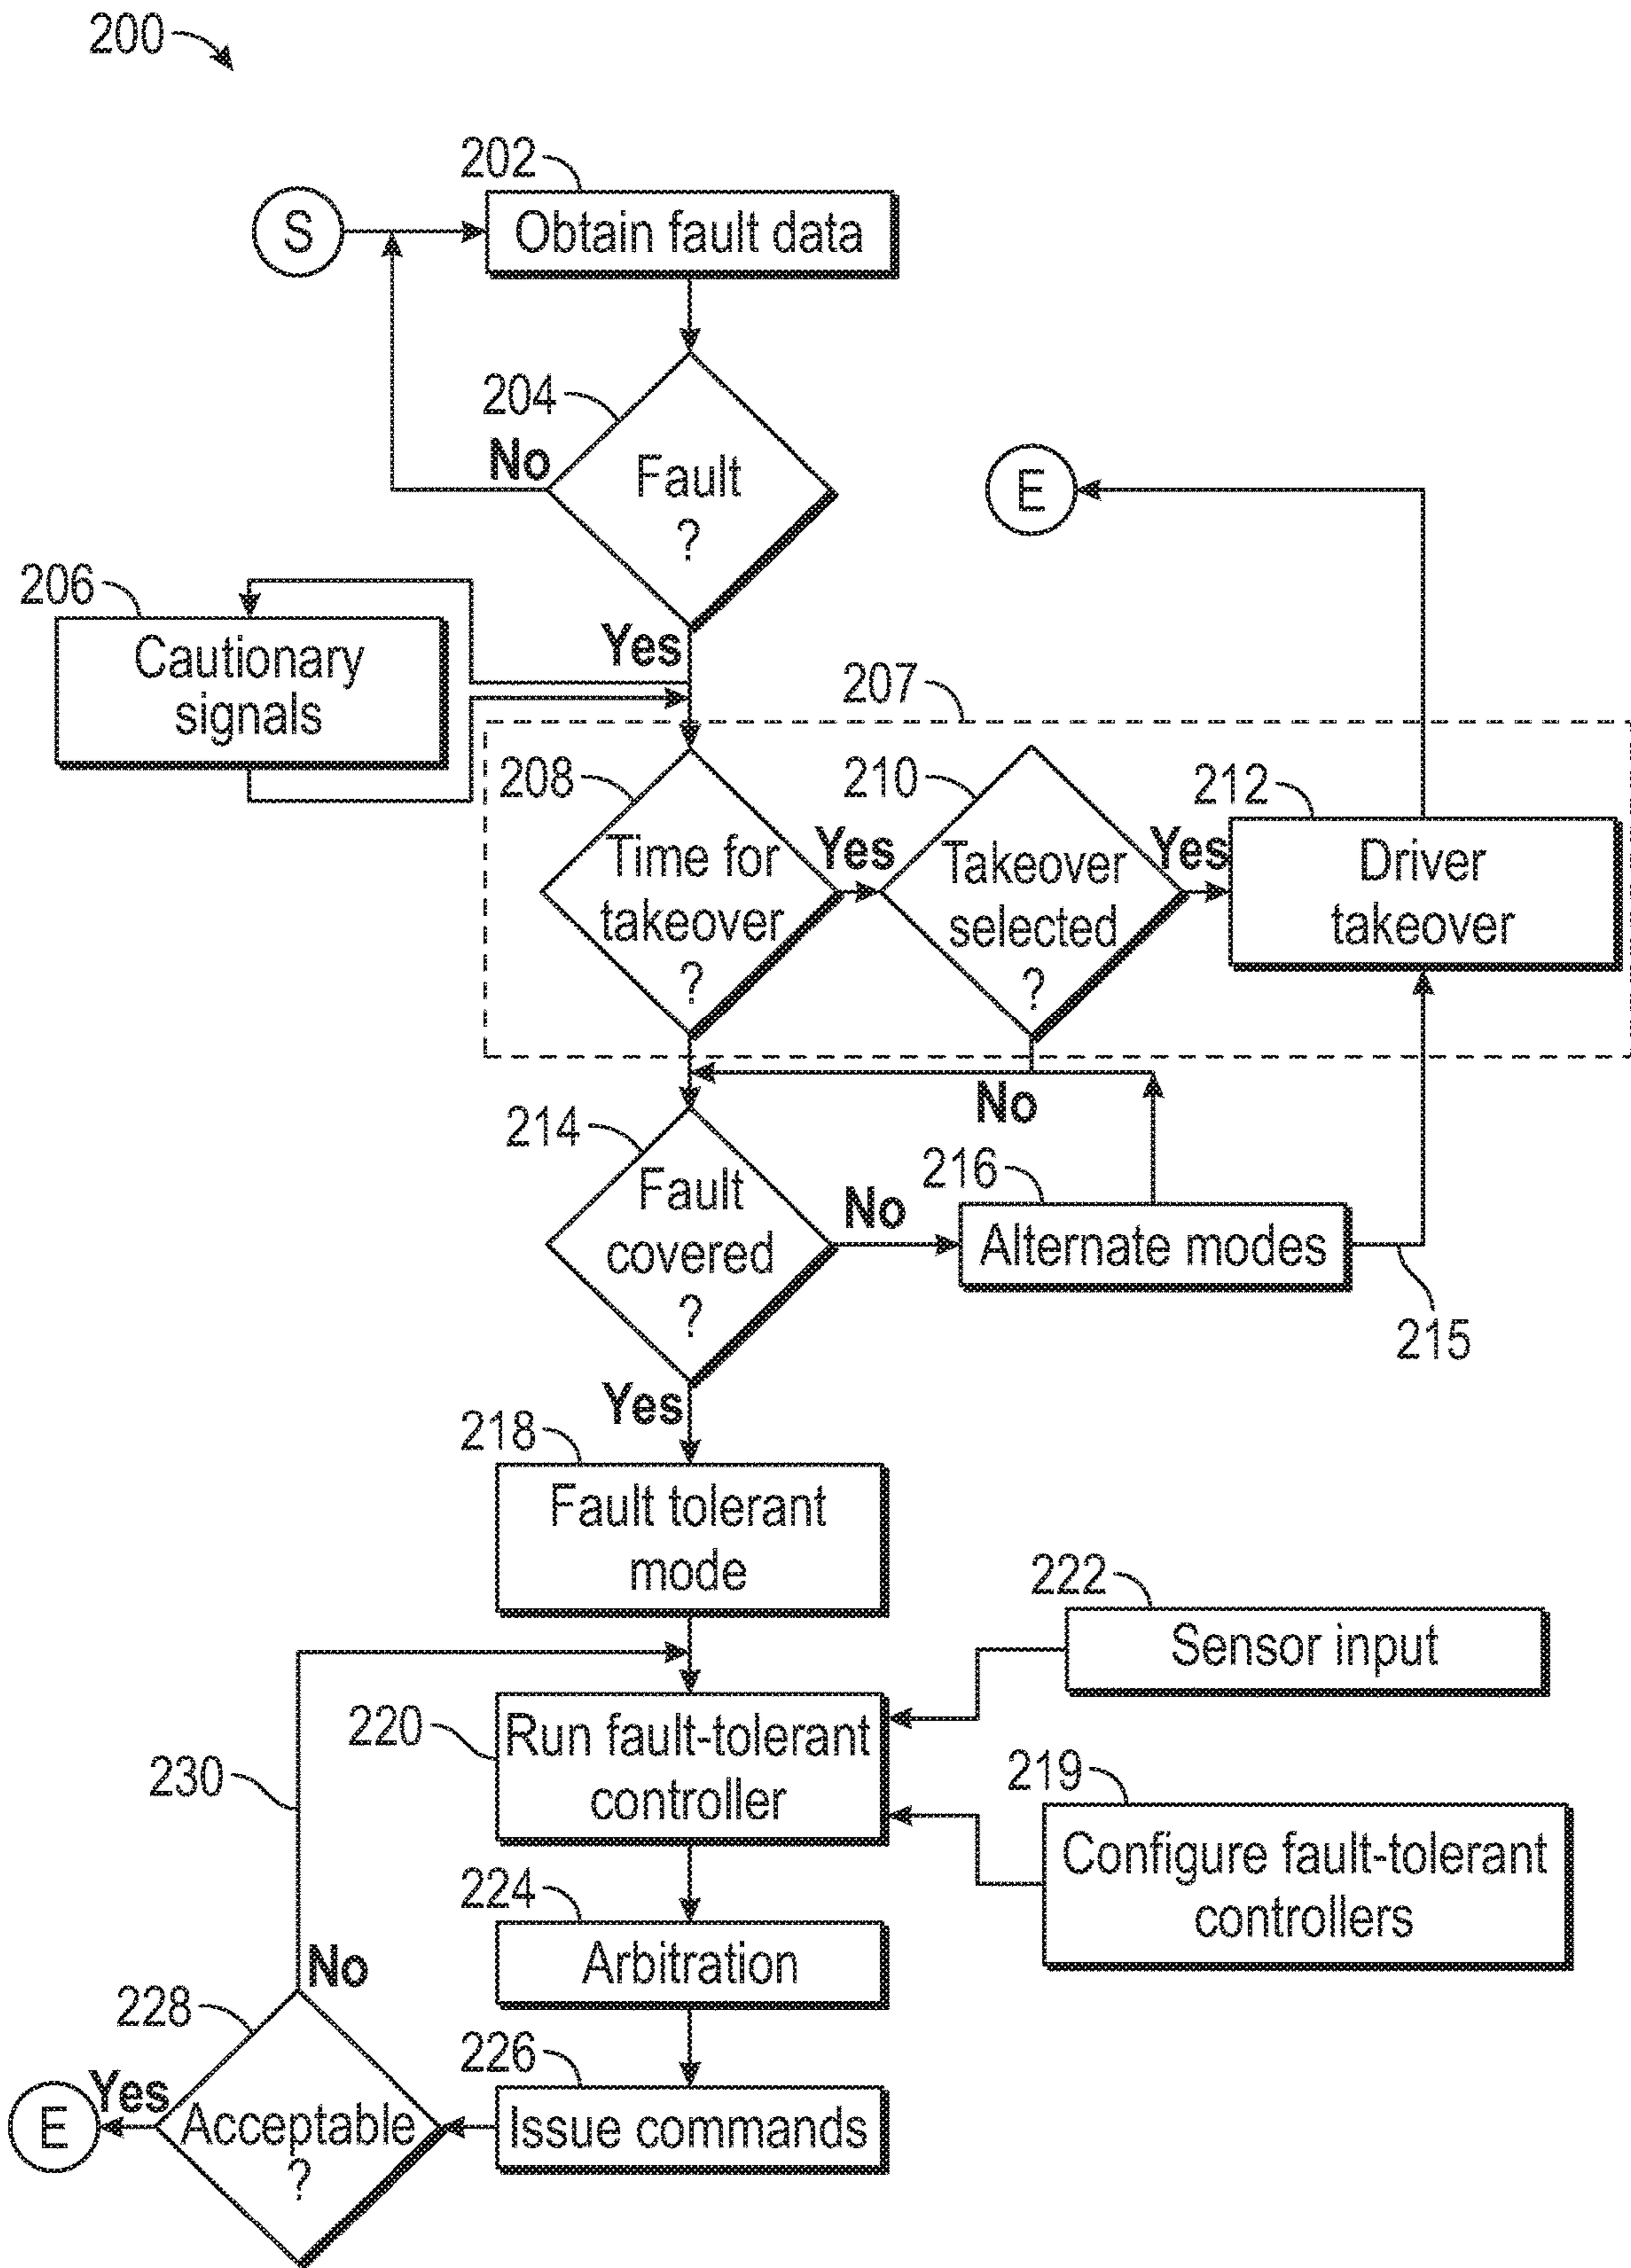 200
202
S
Obtain fault data
204
No
Fault
?
E
206
Cautionary
signals
Yes
207
208
Time for
takeover
?
Yes
210
Takeover
selected
?
Yes
212
Driver
takeover
No
214
Fault
covered
?
No
216
Alternate modes
215
Yes
218
Fault tolerant
mode
222
Sensor input
220
Run fault-tolerant
controller
230
219
Configure fault-tolerant
controllers
224
Arbitration
No
228
226
Yes
E
Acceptable
?
Issue commands